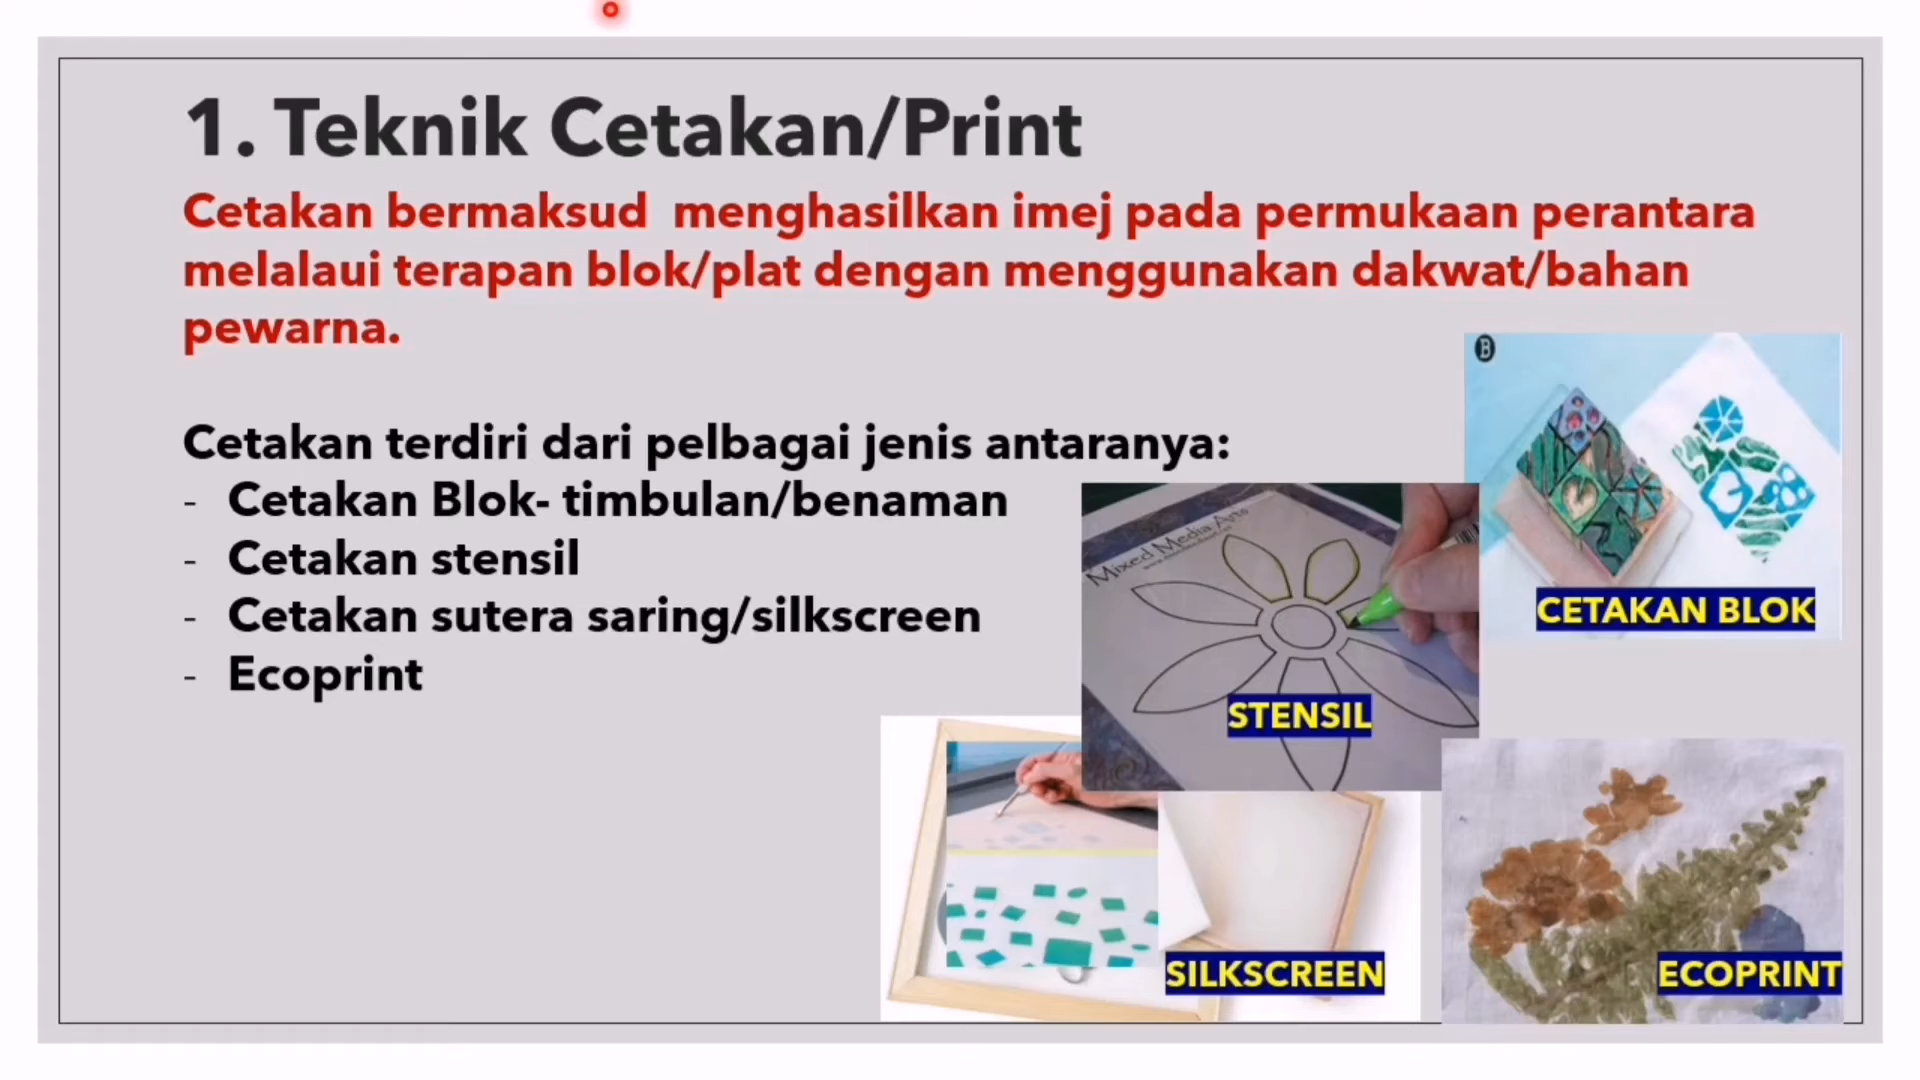 1. Teknik Cetakan/Print
Cetakan bermaksud menghasilkan imej pada permukaan perantara
melalaui terapan blok/plat dengan menggunakan dakwat/bahan
pewarna.
Cetakan terdiri dari pelbagai jenis antaranya:
- Cetakan Blok- timbulan/benaman
- Cetakan stensil
- Cetakan sutera saring/silkscreen
- Ecoprint
B
CETAKAN BLOK
Mixed Media Arts
STENSIL
SILKSCREEN
ECOPRINT